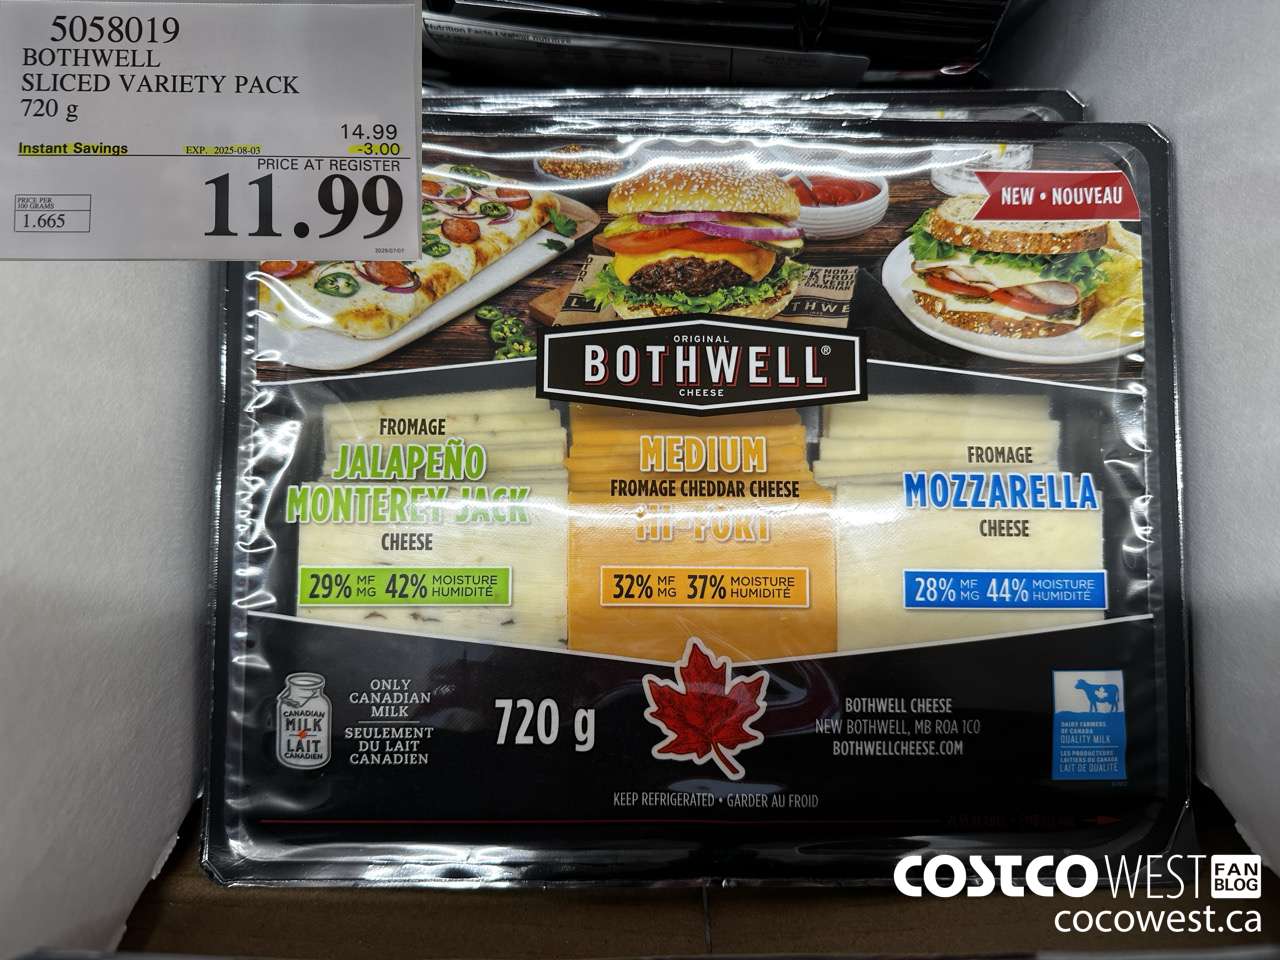 5058019
BOTHWELL
SLICED VARIETY PACK
720 g
14.99
Instant Savings EXP. 2025-08-03 -3.00
PRICE AT REGISTER
11.99
PRICE PER
100 GRAMS
1.665
NEW • NOUVEAU
ORIGINAL
BOTHWELL®
CHEESE
FROMAGE
JALAPEÑO
MONTEREY JACK
CHEESE
29% MF MG 42% MOISTURE HUMIDITÉ
MEDIUM
FROMAGE CHEDDAR CHEESE
MI-FORT
32% MF MG 37% MOISTURE HUMIDITÉ
FROMAGE
MOZZARELLA
CHEESE
28% MF MG 44% MOISTURE HUMIDITÉ
CANADIAN
MILK
LAIT
CANADIEN
ONLY
CANADIAN
MILK
SEULEMENT
DU LAIT
CANADIEN
720 g
BOTHWELL CHEESE
NEW BOTHWELL, MB R0A 1C0
BOTHWELLCHEESE.COM
DAIRY FARMERS
OF CANADA
QUALITY MILK
LES PRODUCTEURS
LAITIERS DU CANADA
LAIT DE QUALITÉ
KEEP REFRIGERATED • GARDER AU FROID
COSTCO WEST FAN BLOG
cocowest.ca